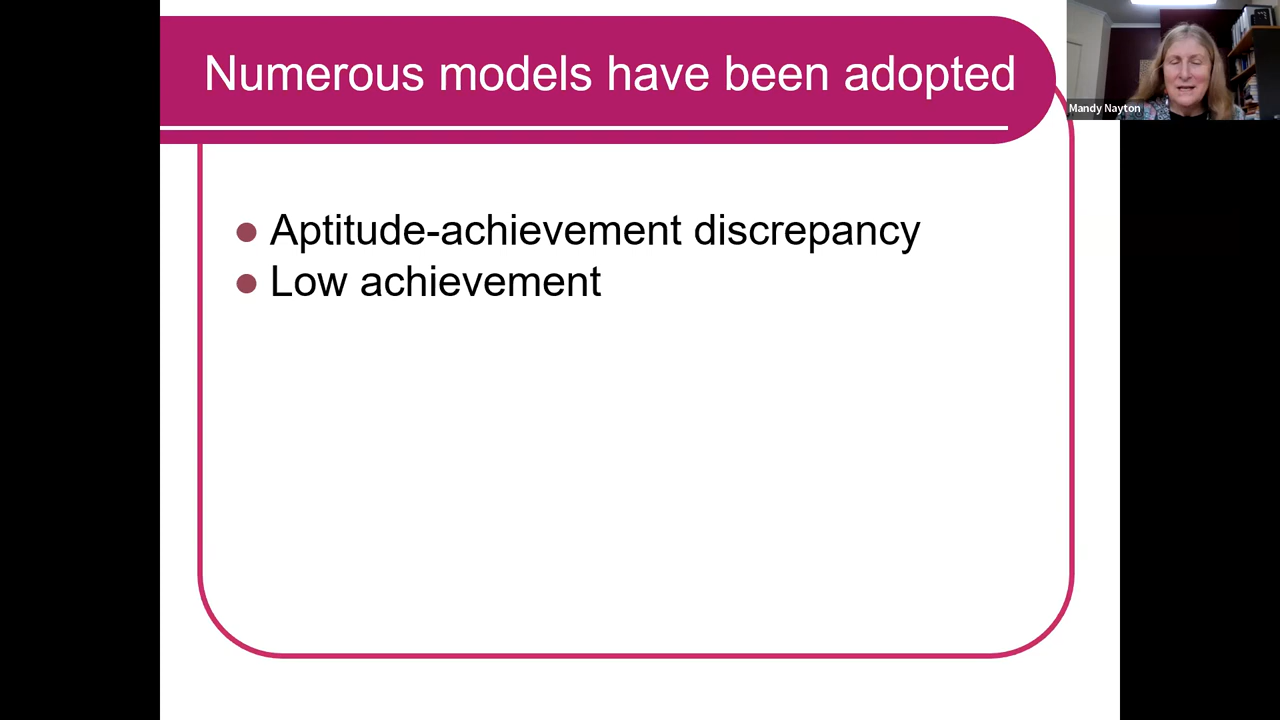 Numerous models have been adopted
Mandy Nayton
Aptitude-achievement discrepancy
Low achievement